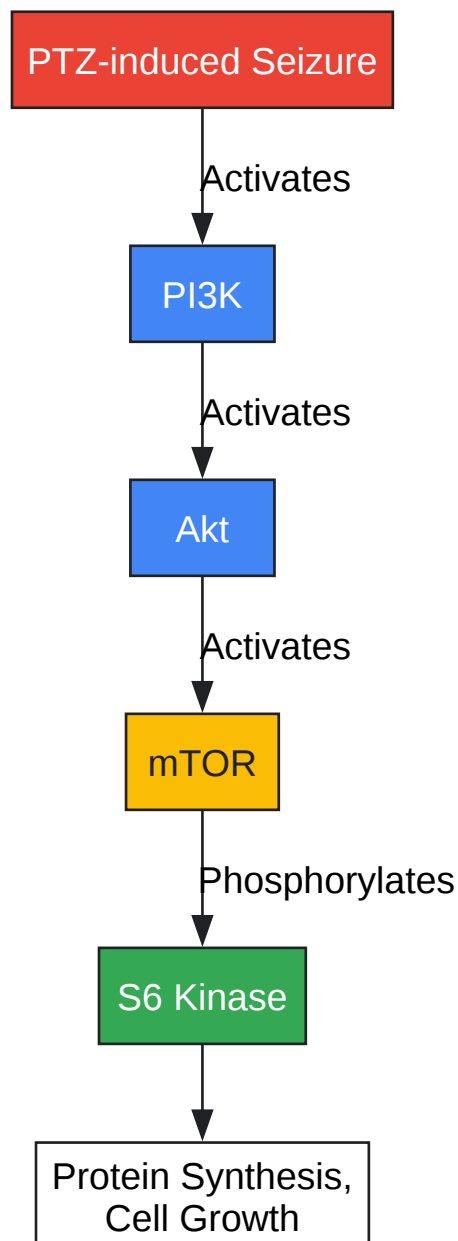 PTZ-induced Seizure
Activates
PI3K
Activates
Akt
Activates
mTOR
Phosphorylates
S6 Kinase
Protein Synthesis,
Cell Growth